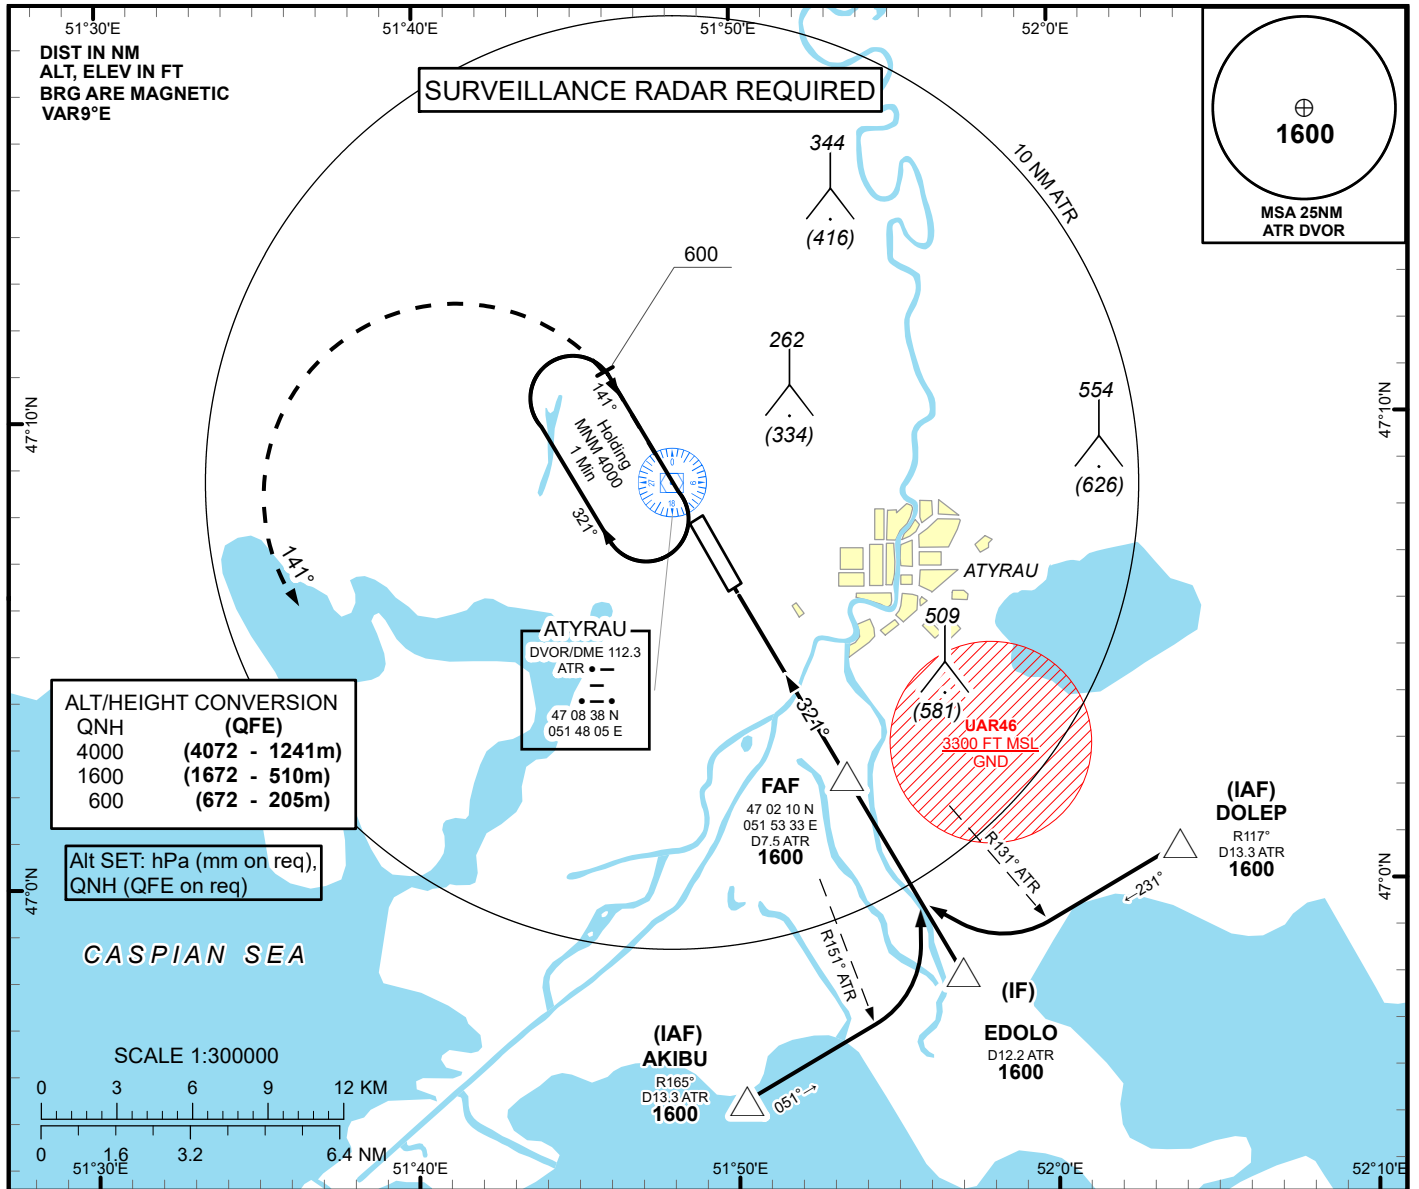 51°30'E
51°40'E
51°50'E
52°0'E
DIST IN NM
ALT, ELEV IN FT
BRG ARE MAGNETIC
VAR9°E
SURVEILLANCE RADAR REQUIRED
1600
MSA 25NM
ATR DVOR
10 NM ATR
344
(416)
600
262
(334)
554
(626)
47°10'N
47°10'N
141°
Holding
MNM 4000
1 Min
321°
0
9
18
27
141°
ATYRAU
509
(581)
ATYRAU
DVOR/DME 112.3
ATR
47 08 38 N
051 48 05 E
UAR46
3300 FT MSL
GND
ALT/HEIGHT CONVERSION
QNH (QFE)
4000 (4072 - 1241m)
1600 (1672 - 510m)
600 (672 - 205m)
321°
FAF
47 02 10 N
051 53 33 E
D7.5 ATR
1600
(IAF)
DOLEP
R117°
D13.3 ATR
1600
R131° ATR
←231°
Alt SET: hPa (mm on req),
QNH (QFE on req)
47°0'N
47°0'N
CASPIAN SEA
R151° ATR
(IF)
EDOLO
D12.2 ATR
1600
(IAF)
AKIBU
R165°
D13.3 ATR
1600
051°→
SCALE 1:300000
0 3 6 9 12 KM
0 1.6 3.2 6.4 NM
51°30'E
51°40'E
51°50'E
52°0'E
52°10'E